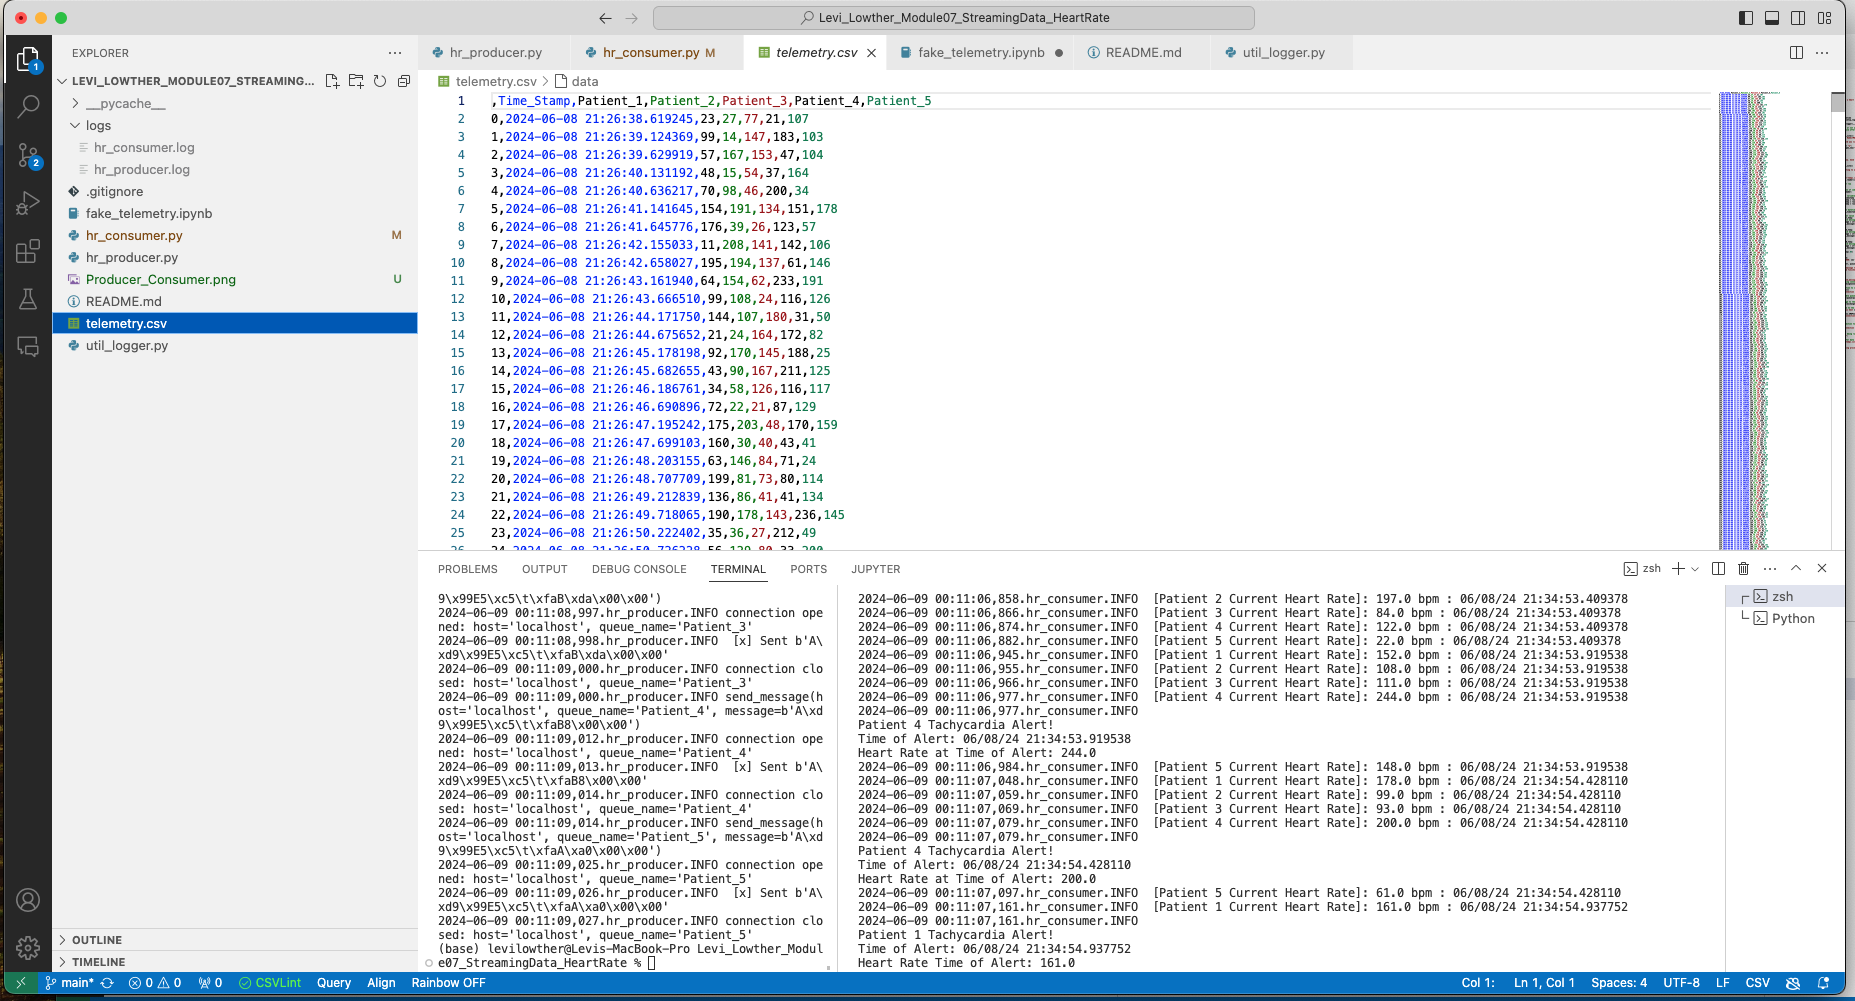 Levi_Lowther_Module07_StreamingData_HeartRate
EXPLORER
LEVI_LOWTHER_MODULE07_STREAMING...
__pycache__
logs
hr_consumer.log
hr_producer.log
.gitignore
fake_telemetry.ipynb
hr_consumer.py M
hr_producer.py
Producer_Consumer.png U
README.md
telemetry.csv
util_logger.py
OUTLINE
TIMELINE
1
2
hr_producer.py
hr_consumer.py M
telemetry.csv
fake_telemetry.ipynb
README.md
util_logger.py
telemetry.csv > data
1 ,Time_Stamp,Patient_1,Patient_2,Patient_3,Patient_4,Patient_5
2 0,2024-06-08 21:26:38.619245,23,27,77,21,107
3 1,2024-06-08 21:26:39.124369,99,14,147,183,103
4 2,2024-06-08 21:26:39.629919,57,167,153,47,104
5 3,2024-06-08 21:26:40.131192,48,15,54,37,164
6 4,2024-06-08 21:26:40.636217,70,98,46,200,34
7 5,2024-06-08 21:26:41.141645,154,191,134,151,178
8 6,2024-06-08 21:26:41.645776,176,39,26,123,57
9 7,2024-06-08 21:26:42.155033,11,208,141,142,106
10 8,2024-06-08 21:26:42.658027,195,194,137,61,146
11 9,2024-06-08 21:26:43.161940,64,154,62,233,191
12 10,2024-06-08 21:26:43.666510,99,108,24,116,126
13 11,2024-06-08 21:26:44.171750,144,107,180,31,50
14 12,2024-06-08 21:26:44.675652,21,24,164,172,82
15 13,2024-06-08 21:26:45.178198,92,170,145,188,25
16 14,2024-06-08 21:26:45.682655,43,90,167,211,125
17 15,2024-06-08 21:26:46.186761,34,58,126,116,117
18 16,2024-06-08 21:26:46.690896,72,22,21,87,129
19 17,2024-06-08 21:26:47.195242,175,203,48,170,159
20 18,2024-06-08 21:26:47.699103,160,30,40,43,41
21 19,2024-06-08 21:26:48.203155,63,146,84,71,24
22 20,2024-06-08 21:26:48.707709,199,81,73,80,114
23 21,2024-06-08 21:26:49.212839,136,86,41,41,134
24 22,2024-06-08 21:26:49.718065,190,178,143,236,145
25 23,2024-06-08 21:26:50.222402,35,36,27,212,49
PROBLEMS OUTPUT DEBUG CONSOLE TERMINAL PORTS JUPYTER
zsh
9\x99E5\xc5\t\xfaB\xda\x00\x00')
2024-06-09 00:11:08,997.hr_producer.INFO connection ope
ned: host='localhost', queue_name='Patient_3'
2024-06-09 00:11:08,998.hr_producer.INFO  [x] Sent b'A\
xd9\x99E5\xc5\t\xfaB\xda\x00\x00'
2024-06-09 00:11:09,000.hr_producer.INFO connection clo
sed: host='localhost', queue_name='Patient_3'
2024-06-09 00:11:09,000.hr_producer.INFO send_message(h
ost='localhost', queue_name='Patient_4', message=b'A\xd
9\x99E5\xc5\t\xfaB8\x00\x00')
2024-06-09 00:11:09,012.hr_producer.INFO connection ope
ned: host='localhost', queue_name='Patient_4'
2024-06-09 00:11:09,013.hr_producer.INFO  [x] Sent b'A\
xd9\x99E5\xc5\t\xfaB8\x00\x00'
2024-06-09 00:11:09,014.hr_producer.INFO connection clo
sed: host='localhost', queue_name='Patient_4'
2024-06-09 00:11:09,014.hr_producer.INFO send_message(h
ost='localhost', queue_name='Patient_5', message=b'A\xd
9\x99E5\xc5\t\xfaA\xa0\x00\x00')
2024-06-09 00:11:09,025.hr_producer.INFO connection ope
ned: host='localhost', queue_name='Patient_5'
2024-06-09 00:11:09,026.hr_producer.INFO  [x] Sent b'A\
xd9\x99E5\xc5\t\xfaA\xa0\x00\x00'
2024-06-09 00:11:09,027.hr_producer.INFO connection clo
sed: host='localhost', queue_name='Patient_5'
(base) levilowther@Levis-MacBook-Pro Levi_Lowther_Modul
e07_StreamingData_HeartRate %
2024-06-09 00:11:06,858.hr_consumer.INFO  [Patient 2 Current Heart Rate]: 197.0 bpm : 06/08/24 21:34:53.409378
2024-06-09 00:11:06,866.hr_consumer.INFO  [Patient 3 Current Heart Rate]: 84.0 bpm : 06/08/24 21:34:53.409378
2024-06-09 00:11:06,874.hr_consumer.INFO  [Patient 4 Current Heart Rate]: 122.0 bpm : 06/08/24 21:34:53.409378
2024-06-09 00:11:06,882.hr_consumer.INFO  [Patient 5 Current Heart Rate]: 22.0 bpm : 06/08/24 21:34:53.409378
2024-06-09 00:11:06,945.hr_consumer.INFO  [Patient 1 Current Heart Rate]: 152.0 bpm : 06/08/24 21:34:53.919538
2024-06-09 00:11:06,955.hr_consumer.INFO  [Patient 2 Current Heart Rate]: 108.0 bpm : 06/08/24 21:34:53.919538
2024-06-09 00:11:06,966.hr_consumer.INFO  [Patient 3 Current Heart Rate]: 111.0 bpm : 06/08/24 21:34:53.919538
2024-06-09 00:11:06,977.hr_consumer.INFO  [Patient 4 Current Heart Rate]: 244.0 bpm : 06/08/24 21:34:53.919538
2024-06-09 00:11:06,977.hr_consumer.INFO
Patient 4 Tachycardia Alert!
Time of Alert: 06/08/24 21:34:53.919538
Heart Rate at Time of Alert: 244.0
2024-06-09 00:11:06,984.hr_consumer.INFO  [Patient 5 Current Heart Rate]: 148.0 bpm : 06/08/24 21:34:53.919538
2024-06-09 00:11:07,048.hr_consumer.INFO  [Patient 1 Current Heart Rate]: 178.0 bpm : 06/08/24 21:34:54.428110
2024-06-09 00:11:07,059.hr_consumer.INFO  [Patient 2 Current Heart Rate]: 99.0 bpm : 06/08/24 21:34:54.428110
2024-06-09 00:11:07,069.hr_consumer.INFO  [Patient 3 Current Heart Rate]: 93.0 bpm : 06/08/24 21:34:54.428110
2024-06-09 00:11:07,079.hr_consumer.INFO  [Patient 4 Current Heart Rate]: 200.0 bpm : 06/08/24 21:34:54.428110
2024-06-09 00:11:07,079.hr_consumer.INFO
Patient 4 Tachycardia Alert!
Time of Alert: 06/08/24 21:34:54.428110
Heart Rate at Time of Alert: 200.0
2024-06-09 00:11:07,097.hr_consumer.INFO  [Patient 5 Current Heart Rate]: 61.0 bpm : 06/08/24 21:34:54.428110
2024-06-09 00:11:07,161.hr_consumer.INFO  [Patient 1 Current Heart Rate]: 161.0 bpm : 06/08/24 21:34:54.937752
2024-06-09 00:11:07,161.hr_consumer.INFO
Patient 1 Tachycardia Alert!
Time of Alert: 06/08/24 21:34:54.937752
Heart Rate Time of Alert: 161.0
zsh
Python
main* 0 0 0 CSVLint Query Align Rainbow OFF
Col 1: Ln 1, Col 1 Spaces: 4 UTF-8 LF CSV